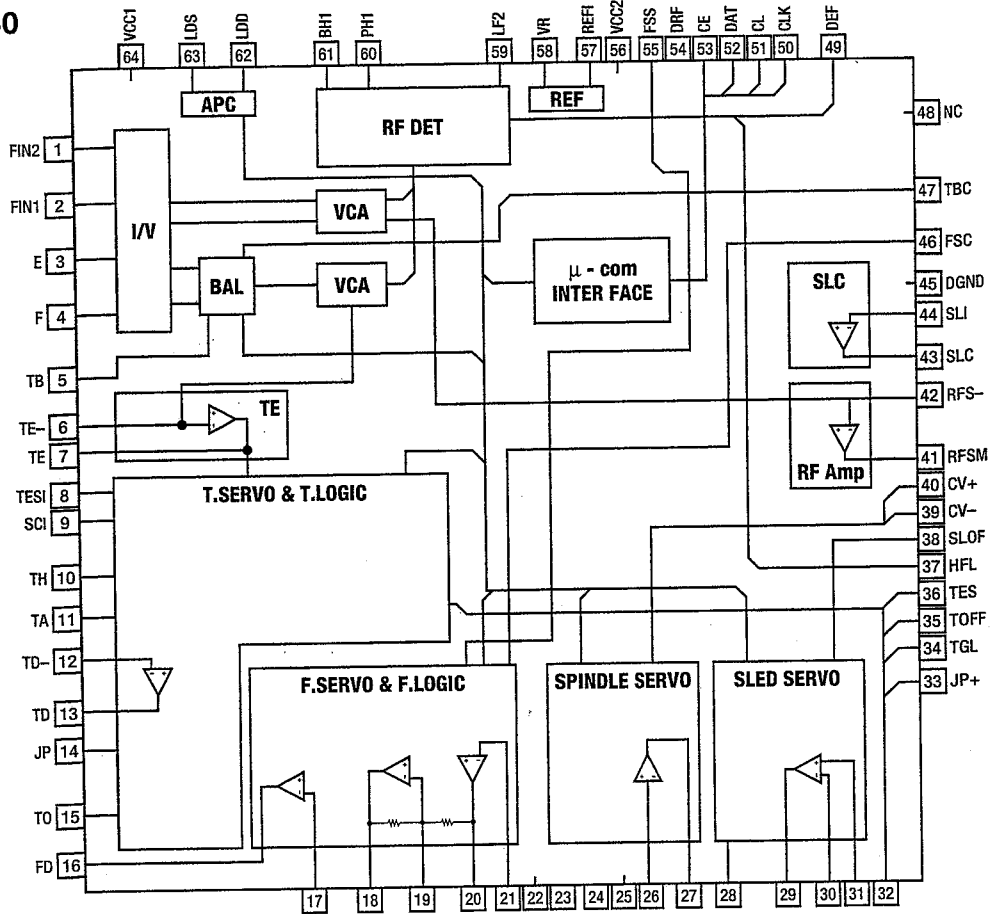 0
VCC1 LDS LDD BH1 PH1 LF2 VR REFI VCC2 FSS DRF CE DAT CL CLK DEF
64 63 62 61 60 59 58 57 56 55 54 53 52 51 50 49
APC
RF DET
REF
48 NC
FIN2 1
47 TBC
FIN1 2
VCA
I/V
46 FSC
E 3
μ - com
INTER FACE
SLC
45 DGND
BAL
VCA
F 4
44 SLI
43 SLC
TB 5
42 RFS–
TE
TE– 6
TE 7
41 RFSM
RF Amp
40 CV+
T.SERVO & T.LOGIC
TESI 8
39 CV–
SCI 9
38 SLOF
37 HFL
TH 10
36 TES
TA 11
35 TOFF
34 TGL
TD– 12
33 JP+
F.SERVO & F.LOGIC
SPINDLE SERVO
SLED SERVO
TD 13
JP 14
TO 15
FD 16
17 18 19 20 21 22 23 24 25 26 27 28 29 30 31 32